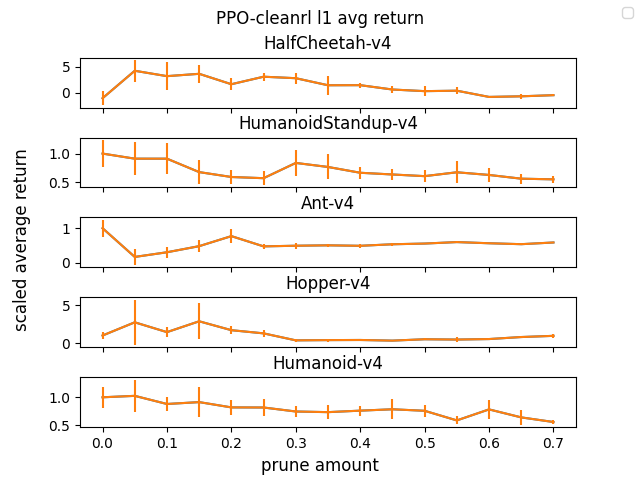 PPO-cleanrl l1 avg return
HalfCheetah-v4
5
0
HumanoidStandup-v4
1.0
0.5
Ant-v4
1
0
Hopper-v4
5
0
Humanoid-v4
1.0
0.5
0.0 0.1 0.2 0.3 0.4 0.5 0.6 0.7
prune amount
scaled average return